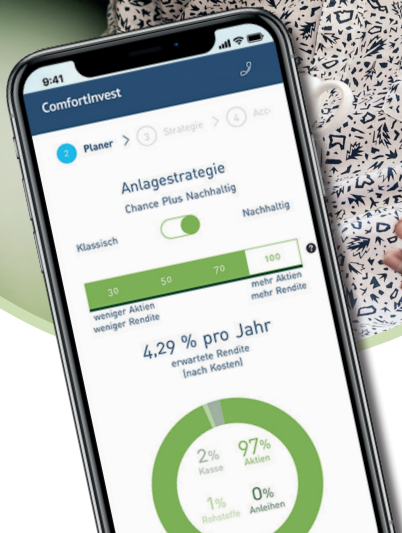 9:41
ComfortInvest
2 Planer > 3 Strategie > 4 Acc
Anlagestrategie
Chance Plus Nachhaltig
Klassisch Nachhaltig
30 50 70 100 ?
weniger Aktien mehr Aktien
weniger Rendite mehr Rendite
4,29 % pro Jahr
erwartete Rendite
(nach Kosten)
2% 97%
Kasse Aktien
1% 0%
Rohstoffe Anleihen